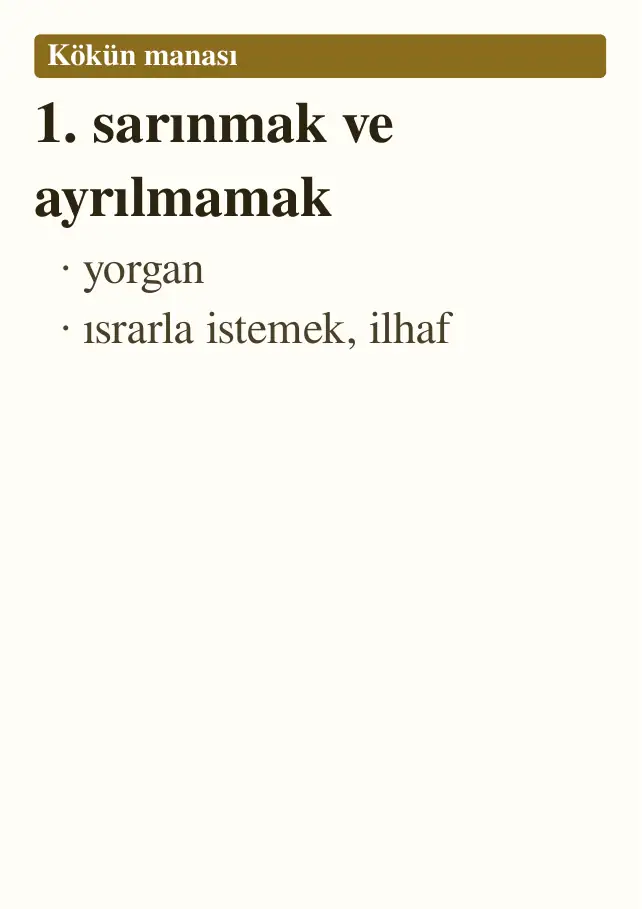 Kökün manası
1. sarınmak ve
ayrılmamak
· yorgan
· ısrarla istemek, ilhaf